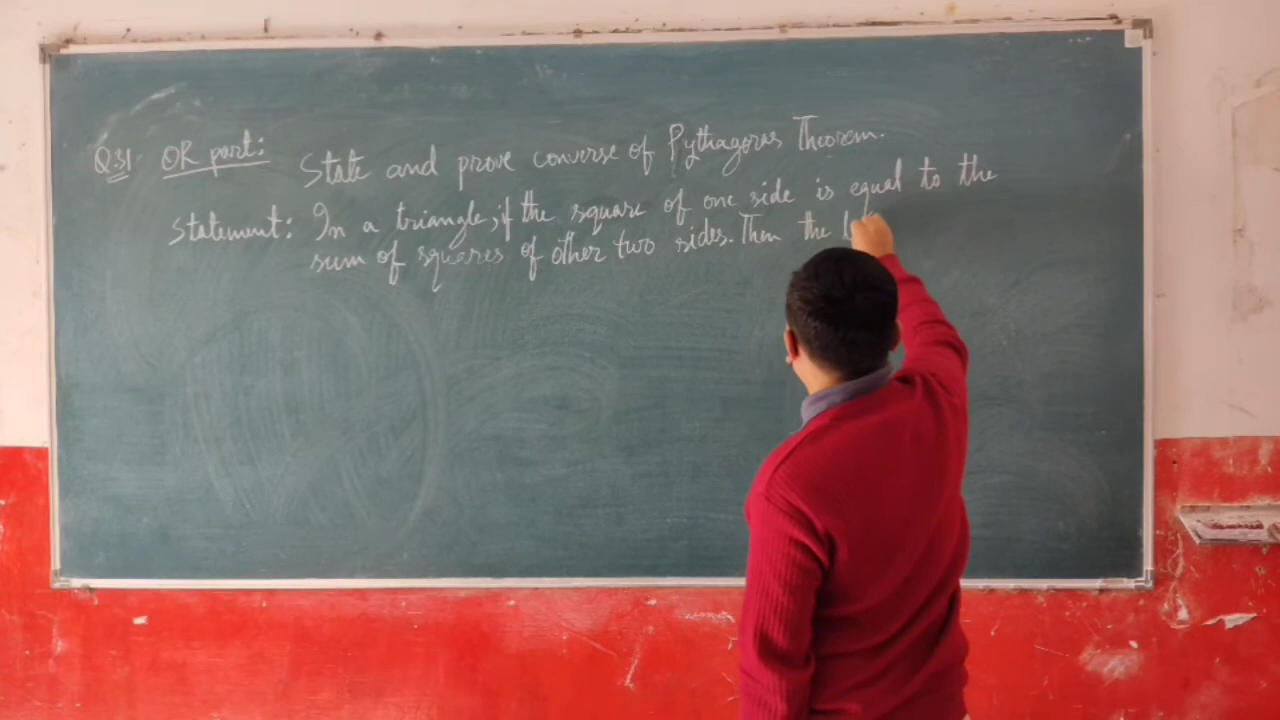 Q31 OR part: State and prove converse of Pythagoras Theorem.
Statement: In a triangle, if the square of one side is equal to the
sum of squares of other two sides. Then the